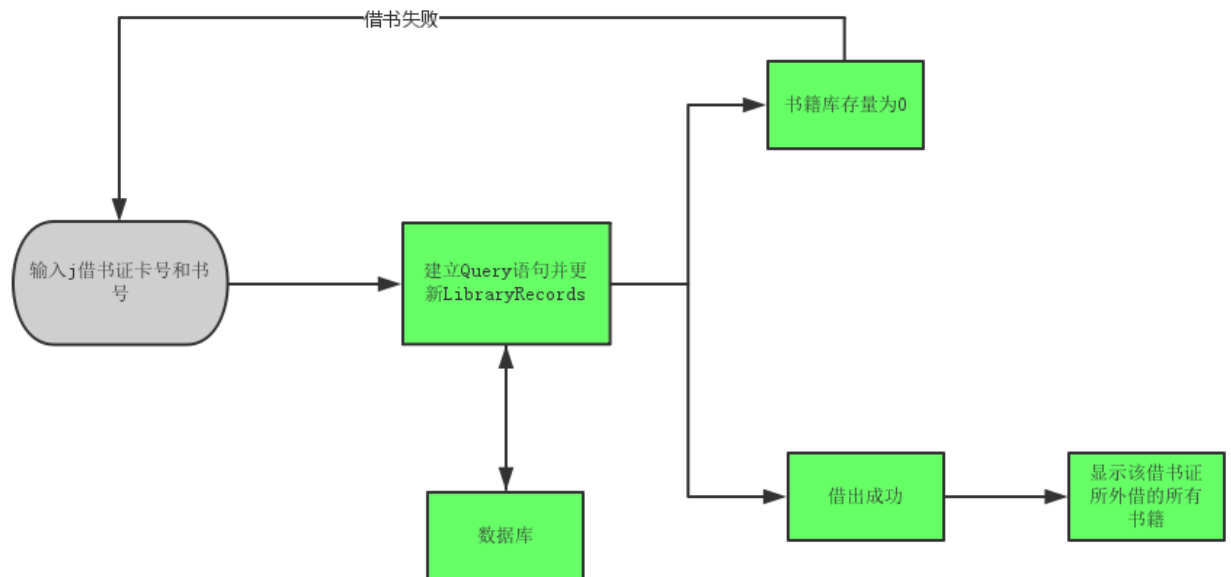 借书失败
书籍库存量为0
输入j借书证卡号和书
号
建立Query语句并更
新LibraryRecords
数据库
借出成功
显示该借书证
所外借的所有
书籍